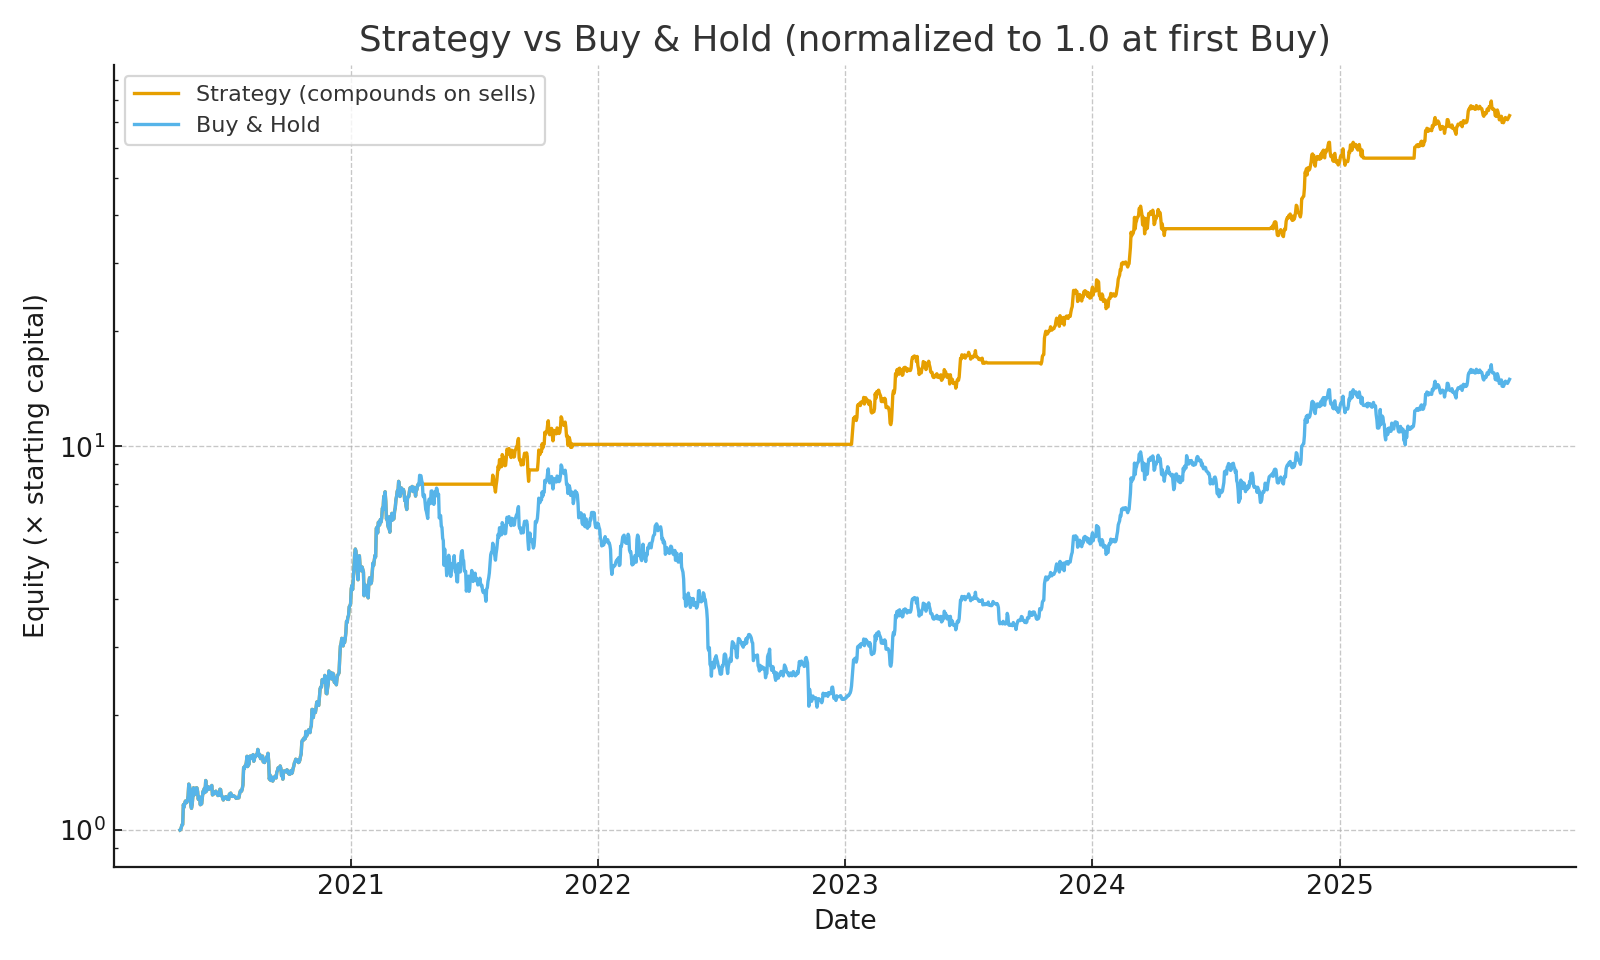 Strategy vs Buy & Hold (normalized to 1.0 at first Buy)
Strategy (compounds on sells)
Buy & Hold
Equity (× starting capital)
10¹
10⁰
2021 2022 2023 2024 2025
Date